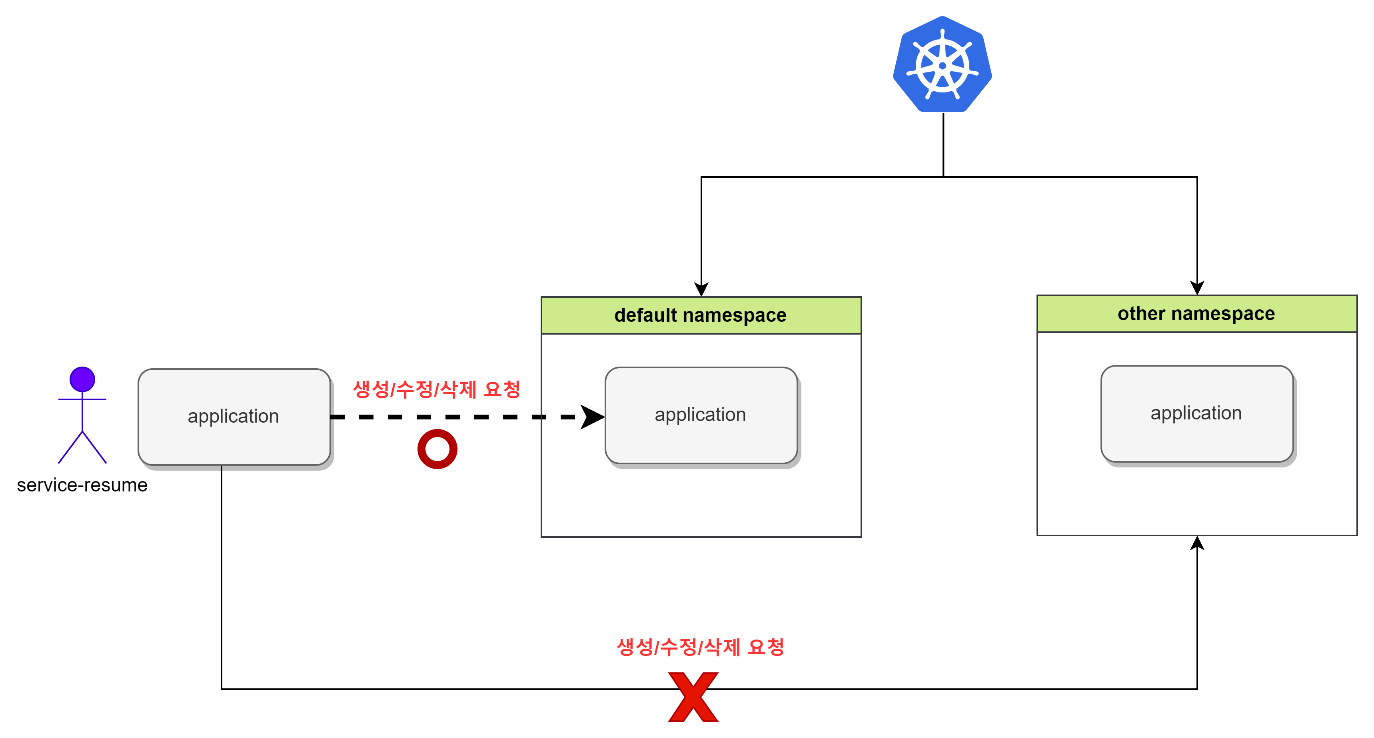 default namespace
other namespace
생성/수정/삭제 요청
application
application
application
service-resume
생성/수정/삭제 요청